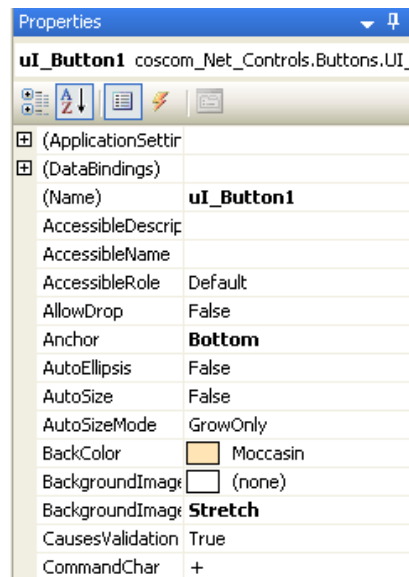 Properties
uI_Button1 coscom_Net_Controls.Buttons.UI_
(ApplicationSettin
(DataBindings)
(Name) uI_Button1
AccessibleDescrip
AccessibleName
AccessibleRole Default
AllowDrop False
Anchor Bottom
AutoEllipsis False
AutoSize False
AutoSizeMode GrowOnly
BackColor Moccasin
BackgroundImage (none)
BackgroundImage Stretch
CausesValidation True
CommandChar +